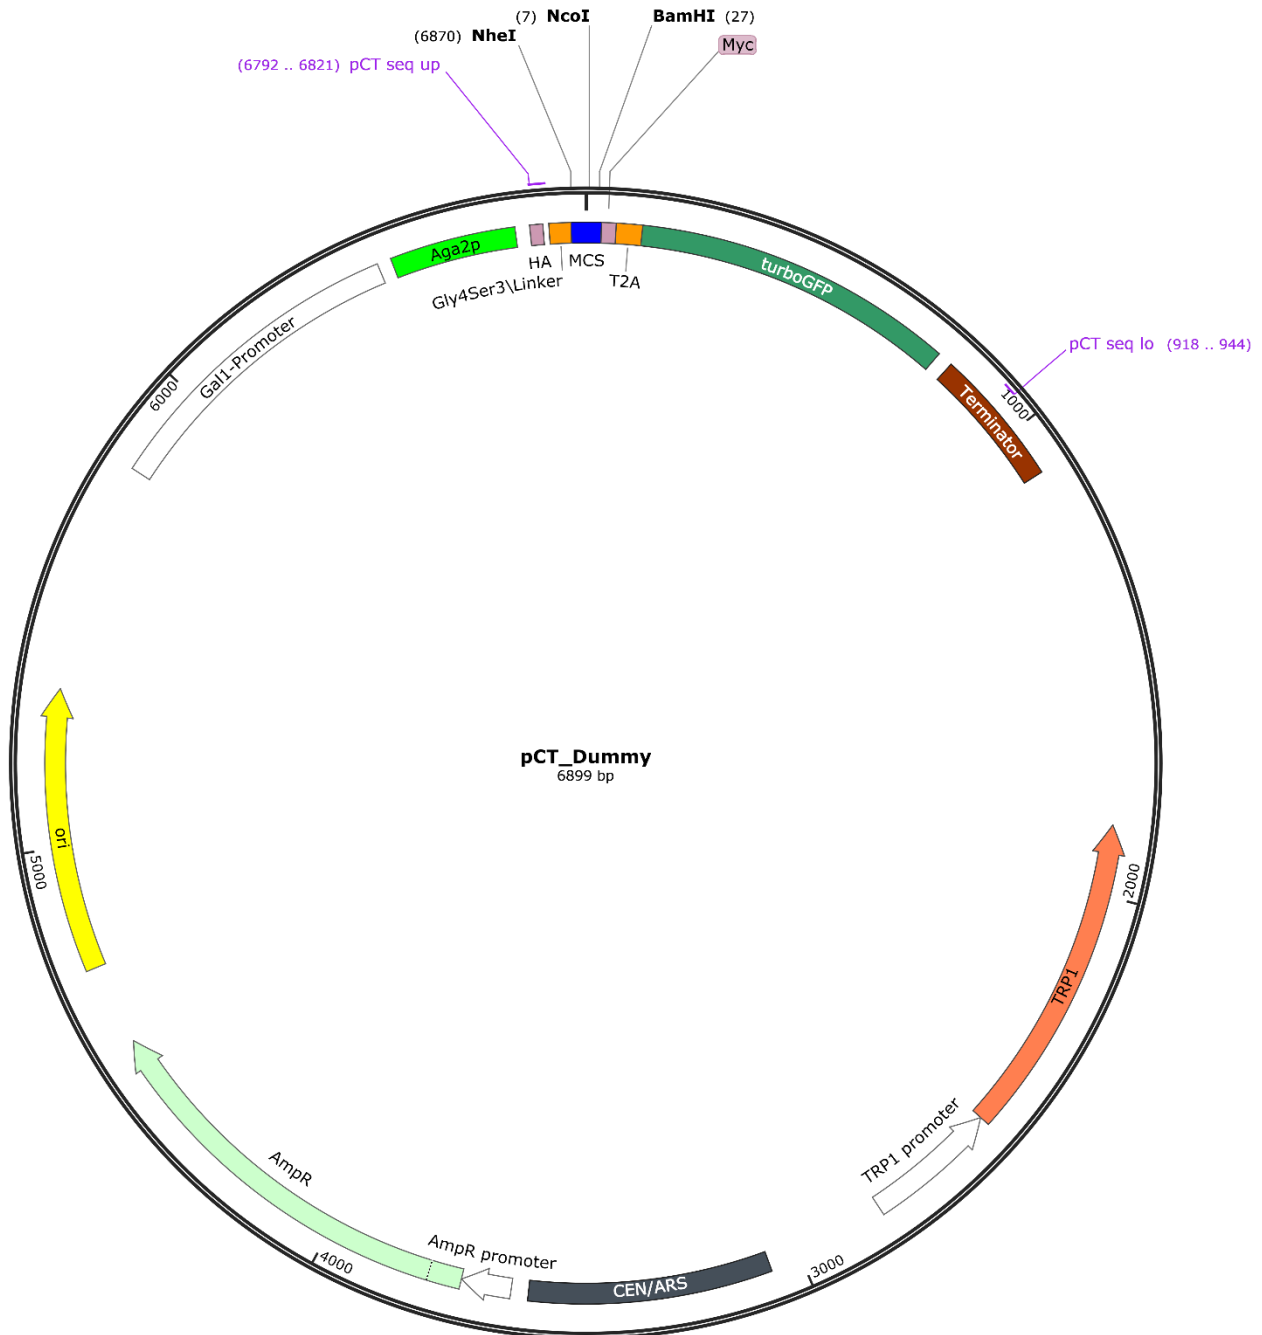 (7) NcoI
BamHI (27)
(6870) NheI
Myc
(6792 .. 6821) pCT seq up
Aga2p
HA
MCS
Gly4Ser3\Linker
T2A
turboGFP
pCT seq lo (918 .. 944)
Gal1-Promoter
6000
1000
Terminator
pCT_Dummy
6899 bp
ori
5000
2000
TRP1
TRP1 promoter
AmpR
AmpR promoter
4000
CEN/ARS
3000